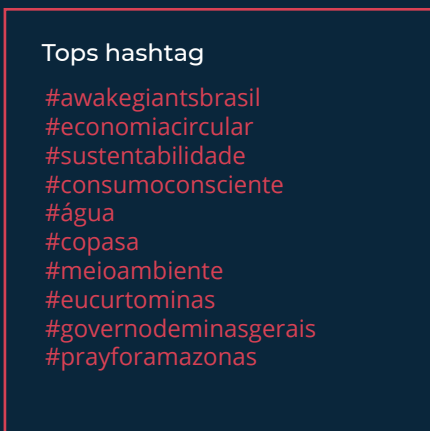 Tops hashtag
#awakegiantsbrasil
#economiacircular
#sustentabilidade
#consumoconsciente
#água
#copasa
#meioambiente
#eucurtominas
#governodeminasgerais
#prayforamazonas